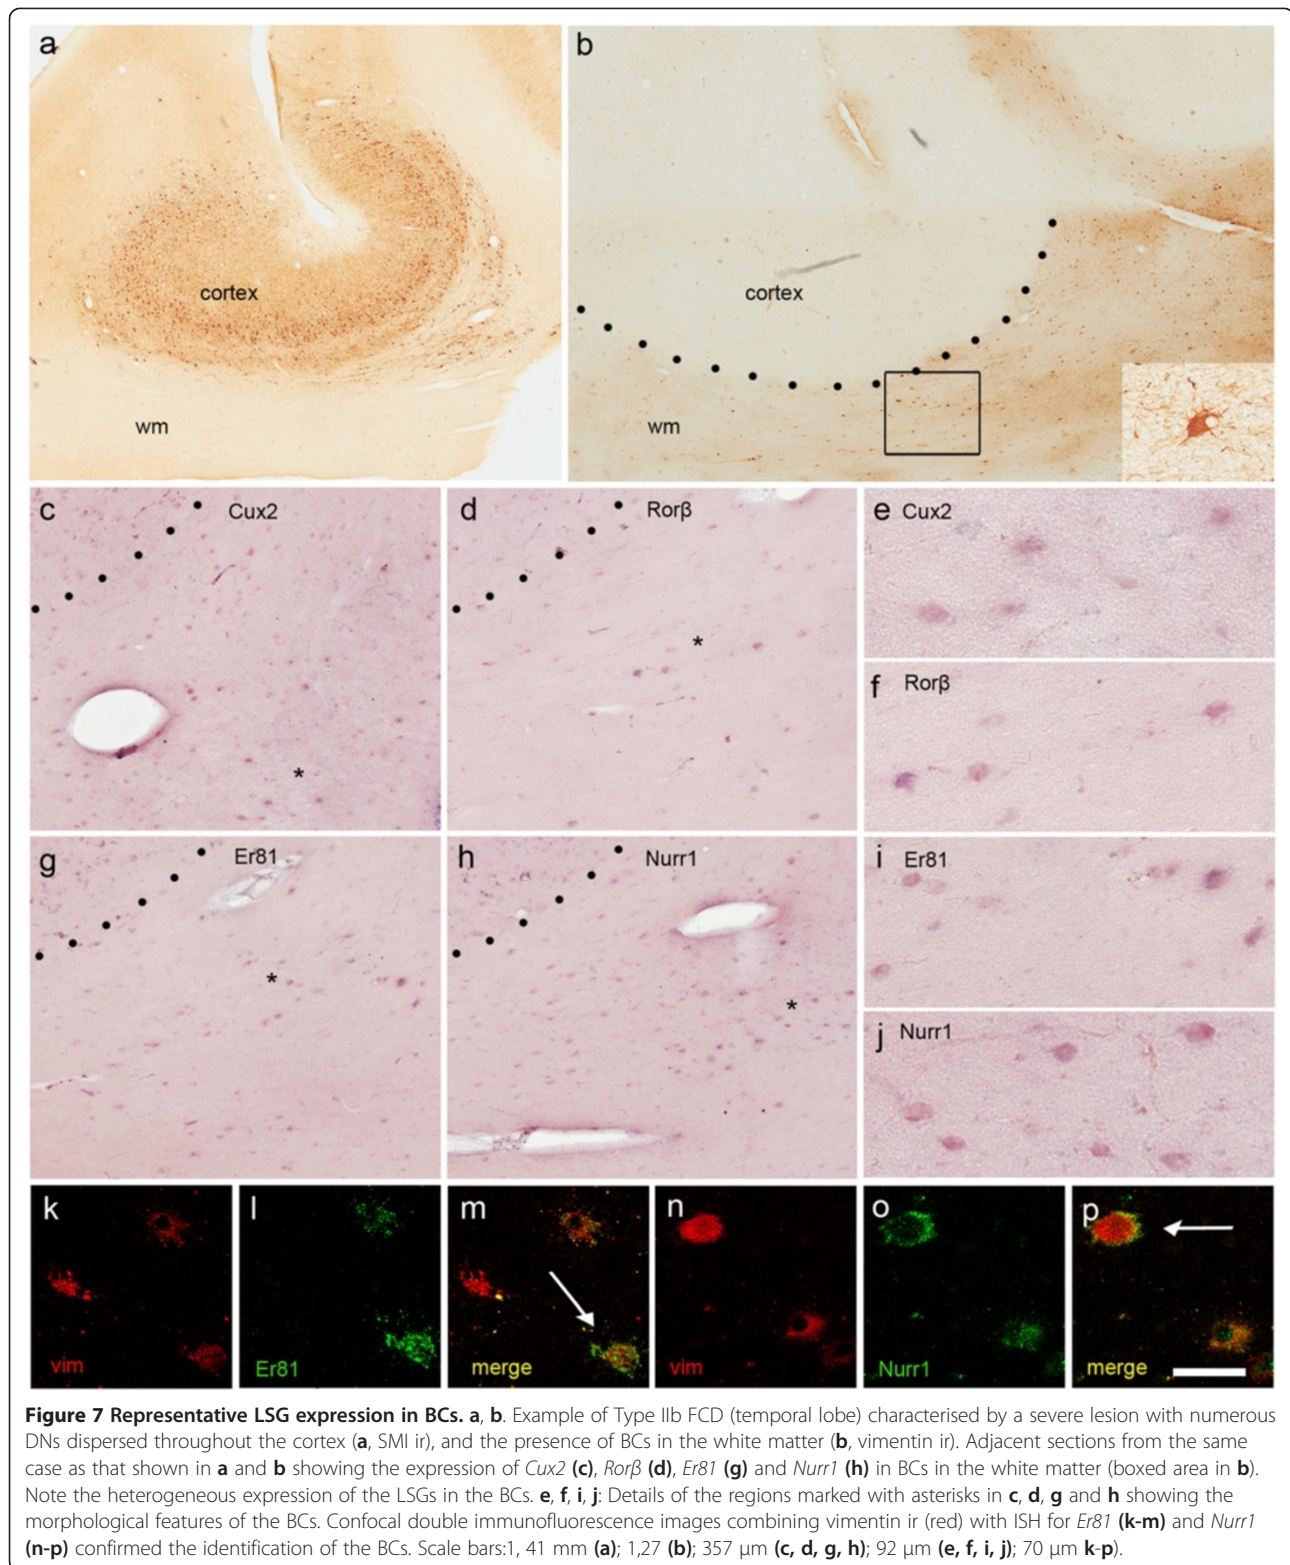 a
b
cortex
cortex
wm
wm
c
Cux2
d
Rorβ
e
Cux2
f
Rorβ
*
*
g
Er81
h
Nurr1
i
Er81
*
*
j
Nurr1
k
l
m
n
o
p
vim
Er81
merge
vim
Nurr1
merge
Figure 7 Representative LSG expression in BCs. a, b. Example of Type IIb FCD (temporal lobe) characterised by a severe lesion with numerous
DNs dispersed throughout the cortex (a, SMI ir), and the presence of BCs in the white matter (b, vimentin ir). Adjacent sections from the same
case as that shown in a and b showing the expression of Cux2 (c), Rorβ (d), Er81 (g) and Nurr1 (h) in BCs in the white matter (boxed area in b).
Note the heterogeneous expression of the LSGs in the BCs. e, f, i, j: Details of the regions marked with asterisks in c, d, g and h showing the
morphological features of the BCs. Confocal double immunofluorescence images combining vimentin ir (red) with ISH for Er81 (k-m) and Nurr1
(n-p) confirmed the identification of the BCs. Scale bars:1, 41 mm (a); 1,27 (b); 357 μm (c, d, g, h); 92 μm (e, f, i, j); 70 μm k-p).